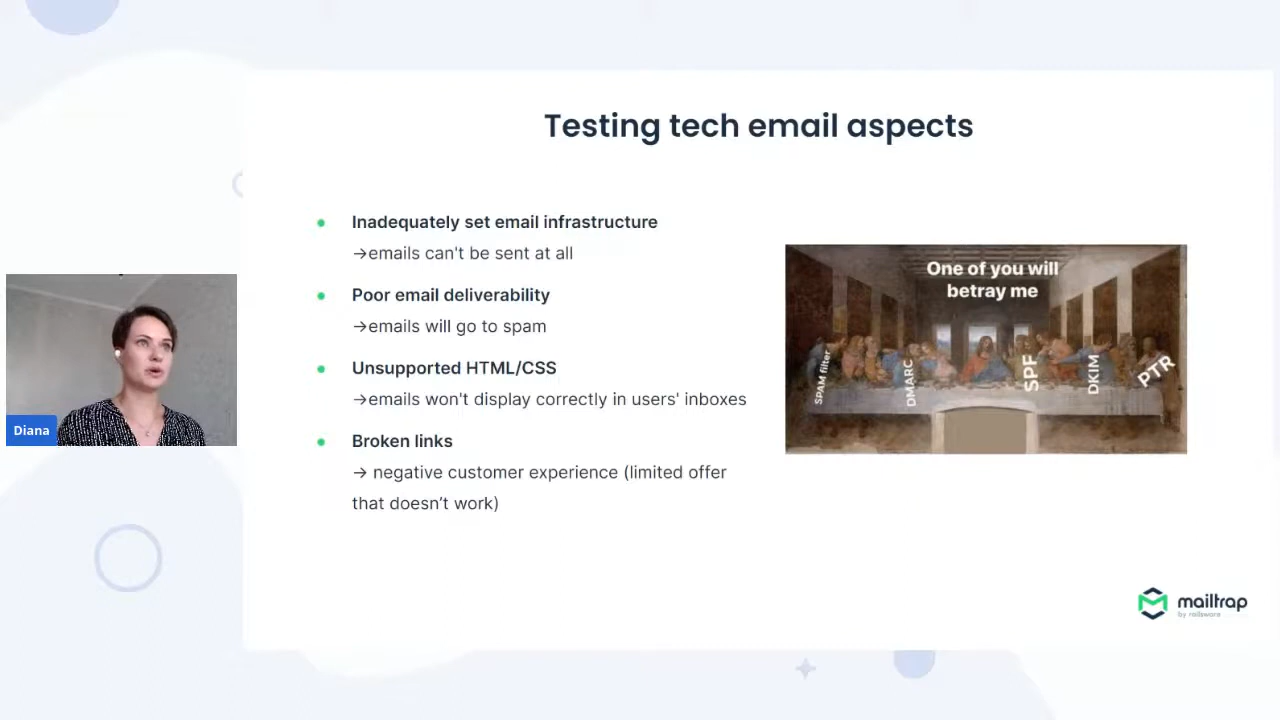 Testing tech email aspects
● Inadequately set email infrastructure
→emails can't be sent at all
● Poor email deliverability
→emails will go to spam
● Unsupported HTML/CSS
→emails won't display correctly in users' inboxes
● Broken links
→ negative customer experience (limited offer
that doesn’t work)
One of you will
betray me
SPAM filter
DMARC
SPF
DKIM
PTR
Diana
mailtrap
by railsware